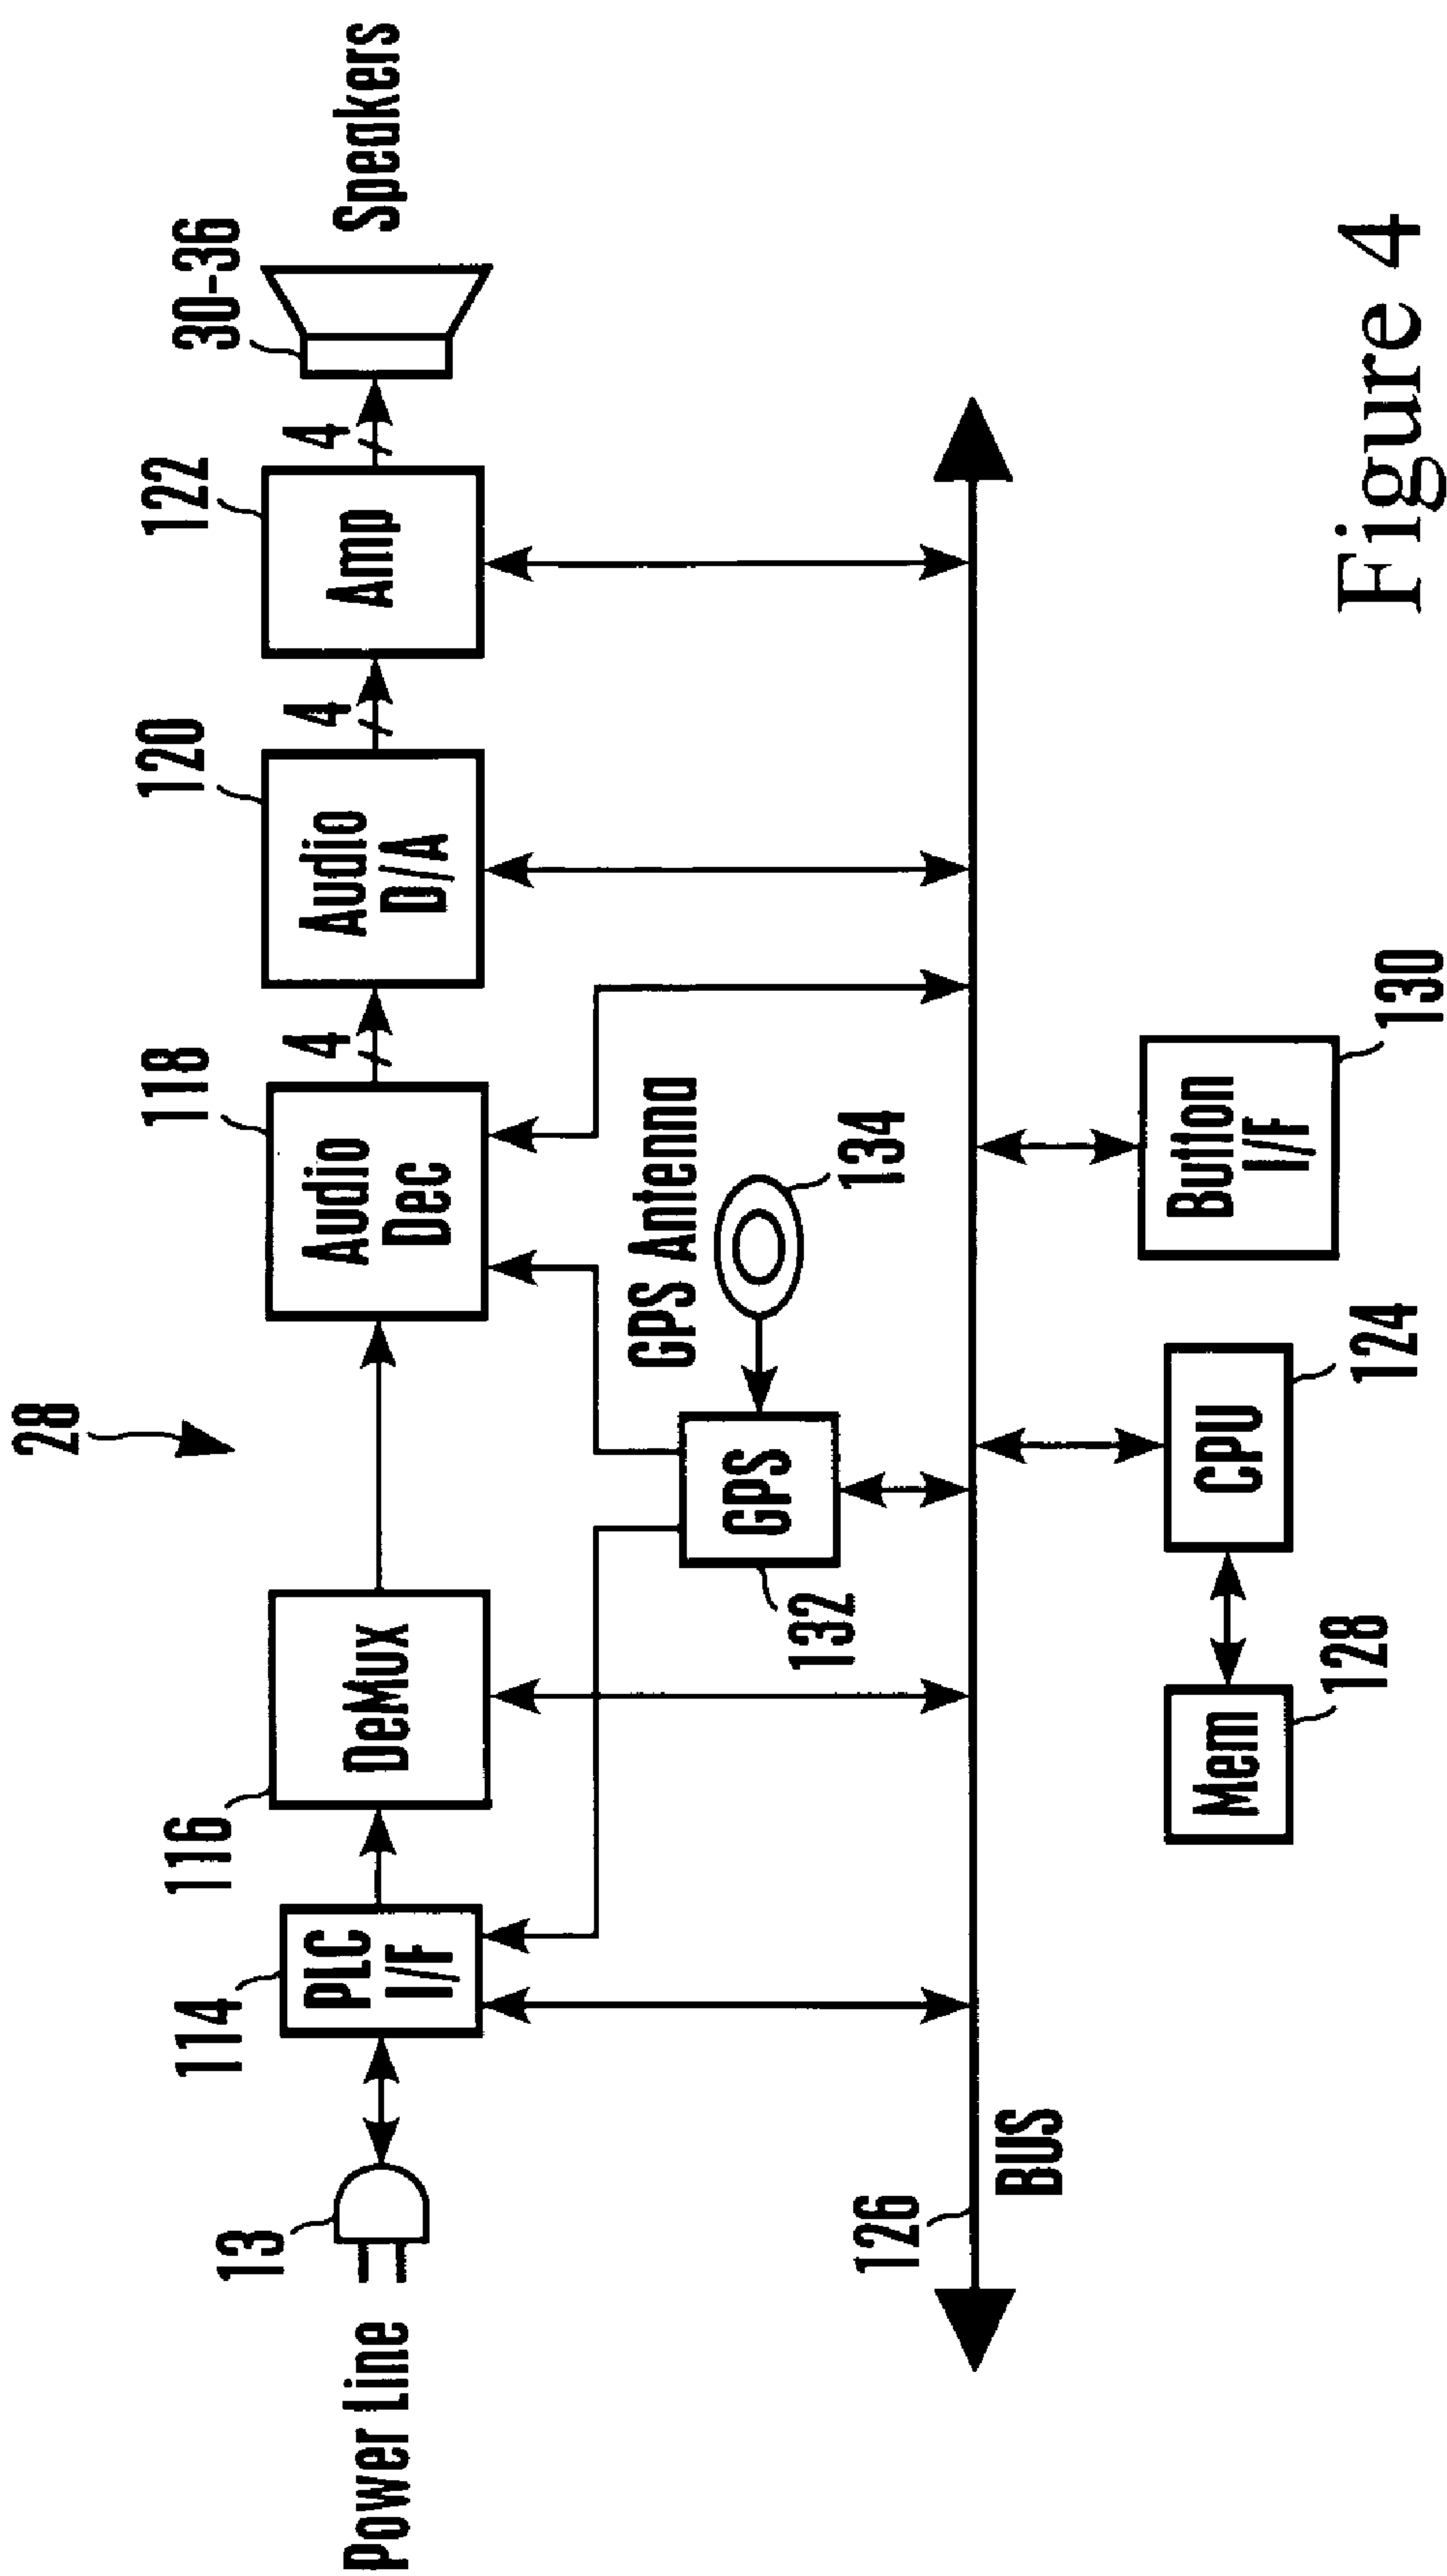 28
122
30-36
118
120
116
4
4
4
114
13
Power Line
PLC
I/F
DeMux
Audio
Dec
Audio
D/A
Amp
Speakers
GPS Antenna
134
GPS
132
126
BUS
Mem
128
CPU
124
Button
I/F
130
Figure 4